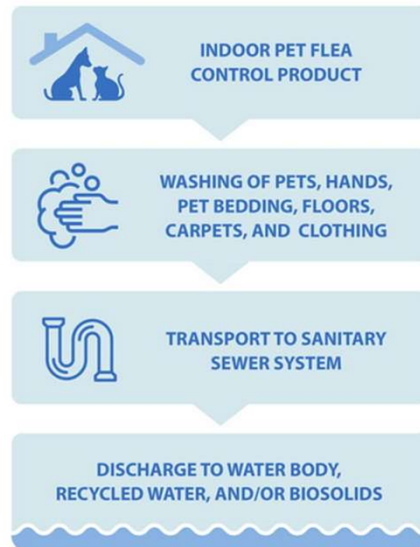 INDOOR PET FLEA
CONTROL PRODUCT
WASHING OF PETS, HANDS,
PET BEDDING, FLOORS,
CARPETS, AND CLOTHING
TRANSPORT TO SANITARY
SEWER SYSTEM
DISCHARGE TO WATER BODY,
RECYCLED WATER, AND/OR BIOSOLIDS